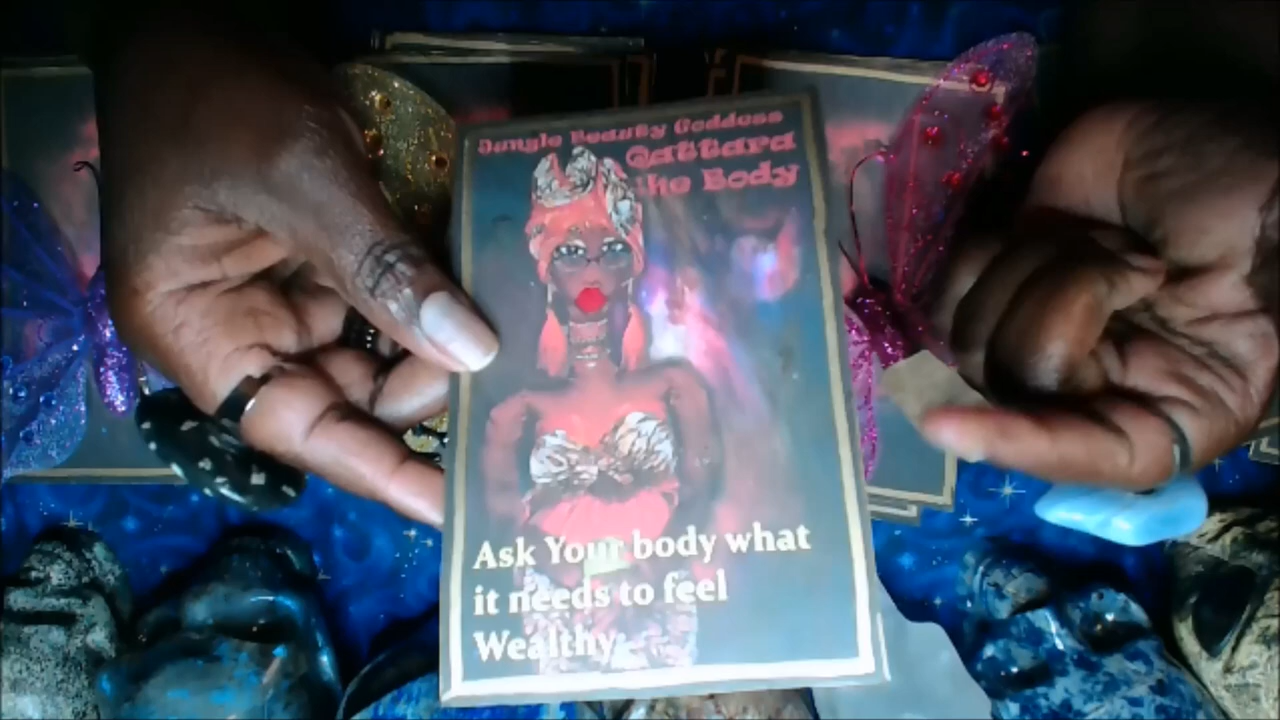 Jungle Beauty Goddess
Qattara
the Body
Ask Your body what
it needs to feel
Wealthy